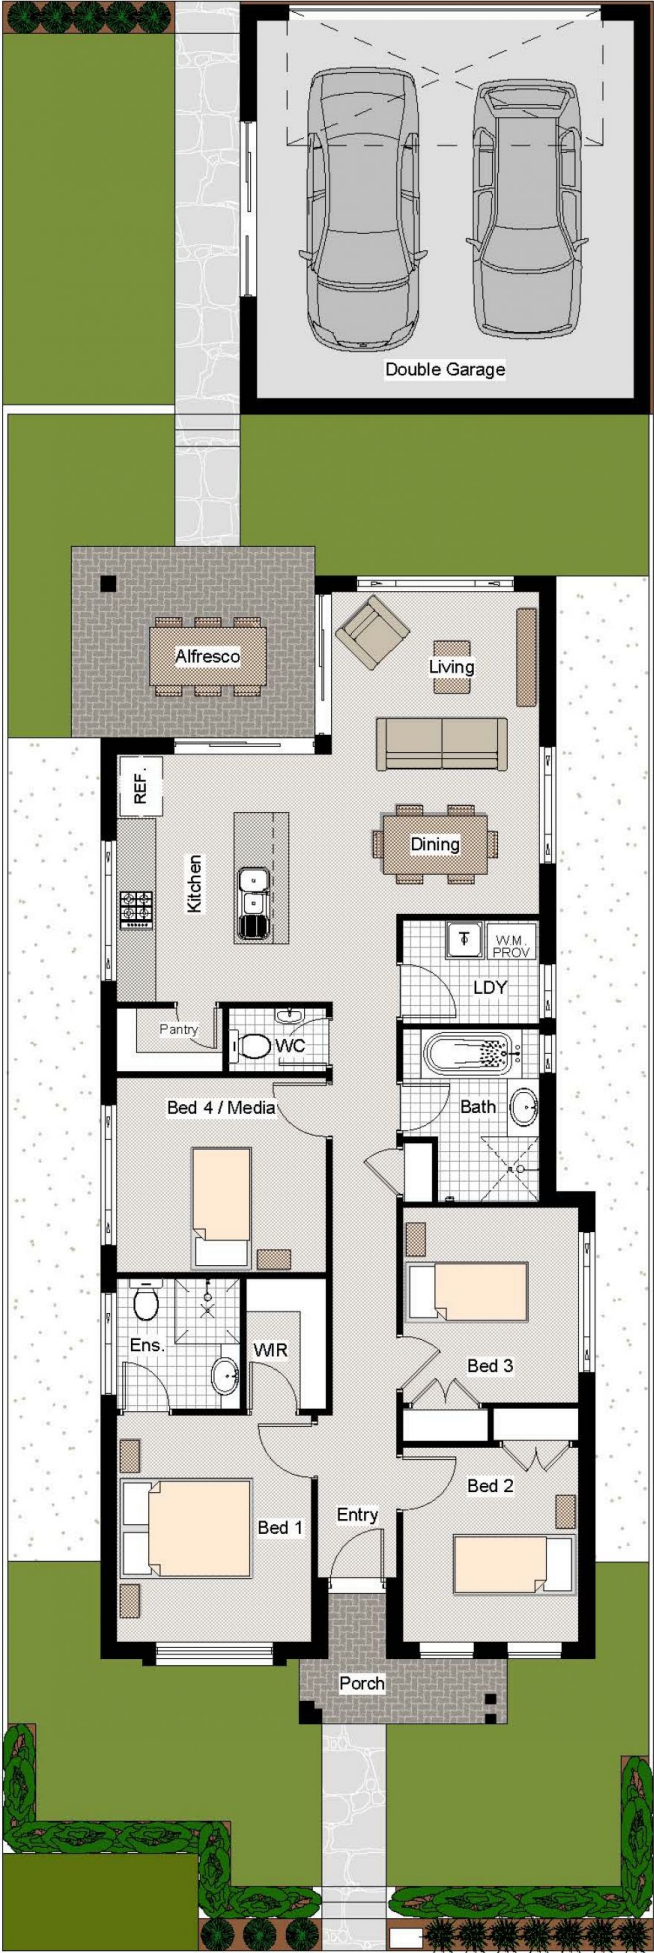 Double Garage
Alfresco
Living
REF.
Dining
Kitchen
W.M.
PROV
LDY
Pantry
WC
Bed 4 / Media
Bath
Ens.
WIR
Bed 3
Bed 2
Entry
Bed 1
Porch